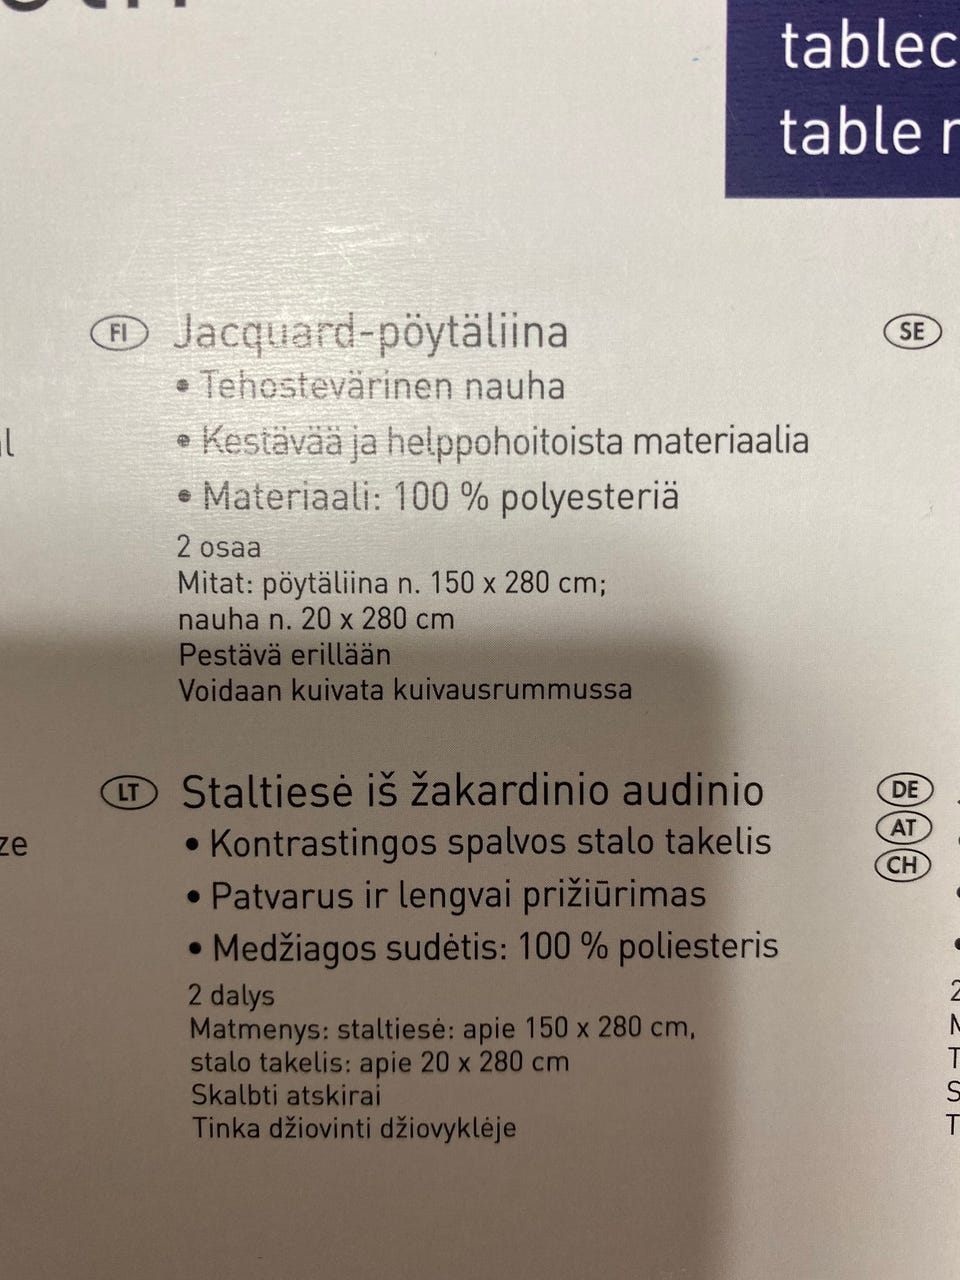 tablec
table
FI Jacquard-pöytäliina
• Tehostevärinen nauha
• Kestävää ja helppohoitoista materiaalia
• Materiaali: 100 % polyesteriä
2 osaa
Mitat: pöytäliina n. 150 x 280 cm;
nauha n. 20 x 280 cm
Pestävä erillään
Voidaan kuivata kuivausrummussa
SE
LT Staltiesė iš žakardinio audinio
• Kontrastingos spalvos stalo takelis
• Patvarus ir lengvai prižiūrimas
• Medžiagos sudėtis: 100 % poliesteris
2 dalys
Matmenys: staltiesė: apie 150 x 280 cm,
stalo takelis: apie 20 x 280 cm
Skalbti atskirai
Tinka džiovinti džiovyklėje
DE
AT
CH